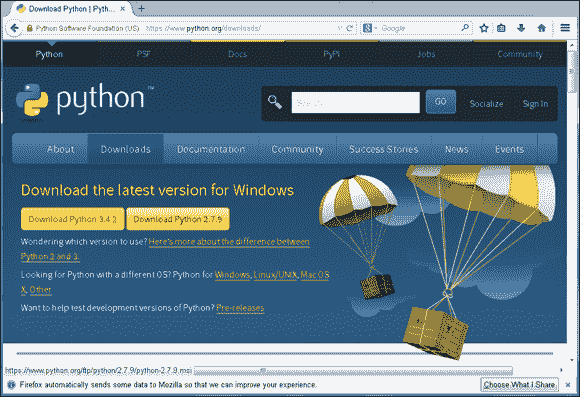 Download Python | Pyt...
Python Software Foundation (US)
https://www.python.org/downloads/
Google
Python
PSF
Docs
PyPI
Jobs
Community
python™
Search
GO
Socialize
Sign In
About
Downloads
Documentation
Community
Success Stories
News
Events
Download the latest version for Windows
Download Python 3.4.2
Download Python 2.7.9
Wondering which version to use? Here's more about the difference between
Python 2 and 3.
Looking for Python with a different OS? Python for Windows, Linux/UNIX, Mac OS
X, Other
Want to help test development versions of Python? Pre-releases
https://www.python.org/ftp/python/2.7.9/python-2.7.9.msi
Firefox automatically sends some data to Mozilla so that we can improve your experience.
Choose What I Share